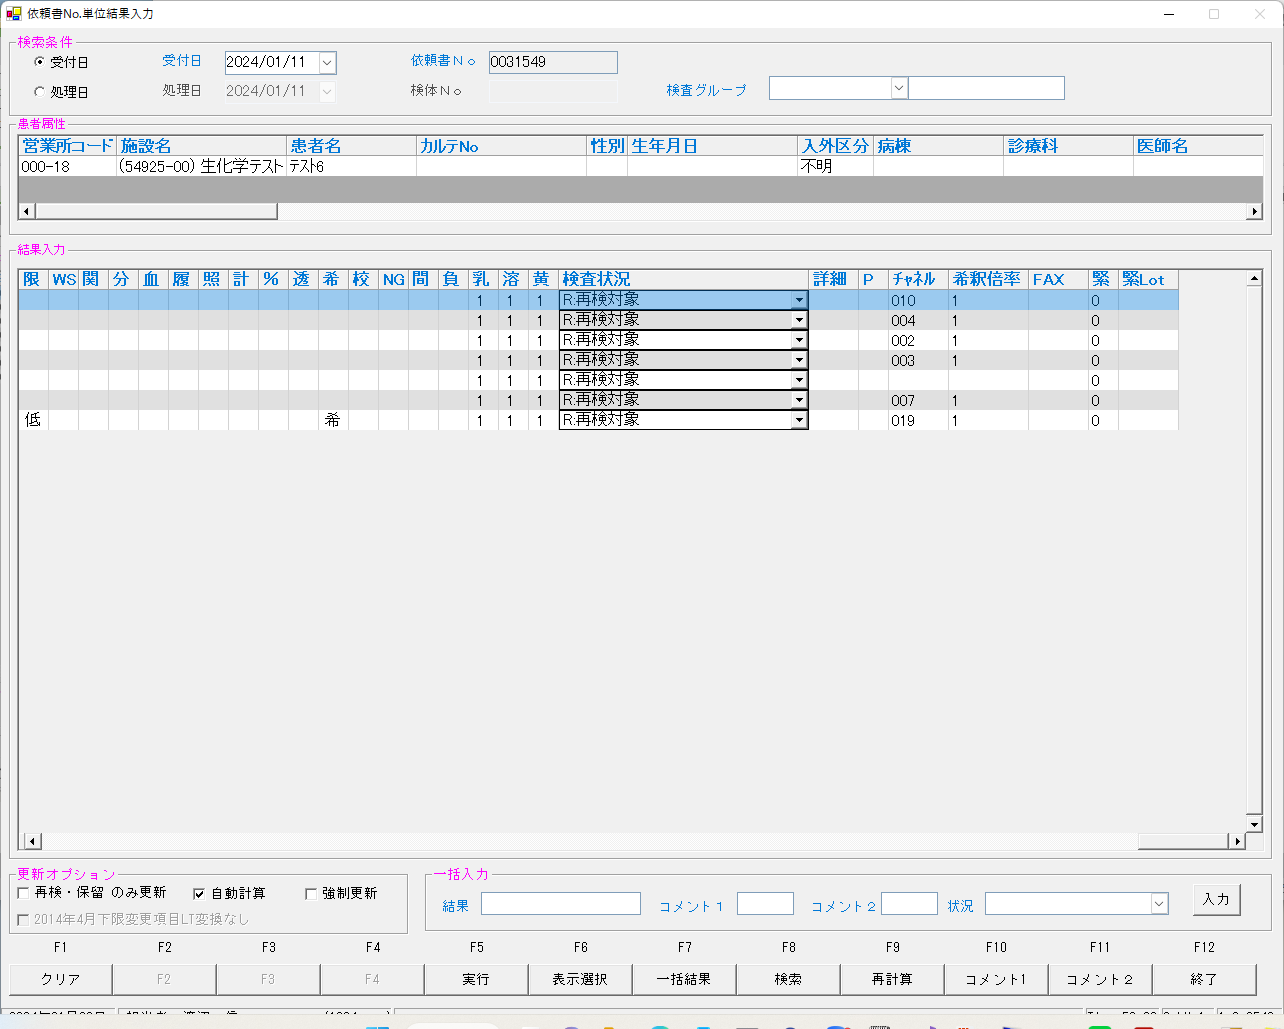 依頼書No.単位結果入力
検索条件
受付日 受付日 2024/01/11 依頼書Ｎｏ 0031549
処理日 処理日 2024/01/11 検体Ｎｏ 検査グループ
患者属性
営業所コード 施設名 患者名 カルテNo 性別 生年月日 入外区分 病棟 診療科 医師名
000-18 (54925-00) 生化学テスト テスト6 不明
結果入力
限 WS 関 分 血 履 照 計 % 透 希 校 NG 間 負 乳 溶 黄 検査状況 詳細 P ﾁｬﾈﾙ 希釈倍率 FAX 緊 緊Lot
1 1 1 R:再検対象 010 1 0
1 1 1 R:再検対象 004 1 0
1 1 1 R:再検対象 002 1 0
1 1 1 R:再検対象 003 1 0
1 1 1 R:再検対象 0
1 1 1 R:再検対象 007 1 0
低 希 1 1 1 R:再検対象 019 1 0
更新オプション
再検・保留 のみ更新 自動計算 強制更新
2014年4月下限変更項目LT変換なし
一括入力
結果 コメント１ コメント２ 状況 入力
F1 F2 F3 F4 F5 F6 F7 F8 F9 F10 F11 F12
クリア F2 F3 F4 実行 表示選択 一括結果 検索 再計算 コメント1 コメント２ 終了